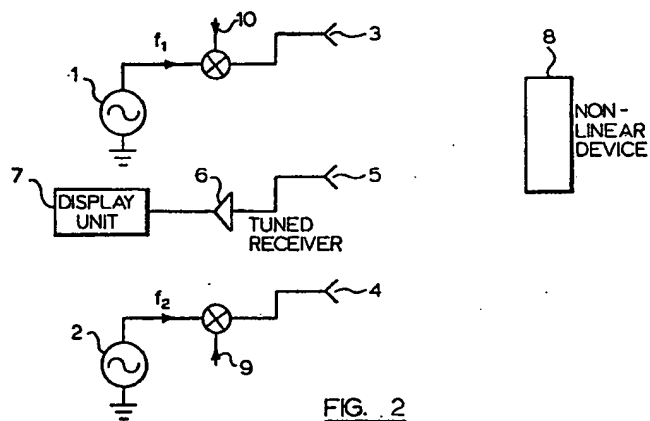 10
f₁
3
8
1
NON-
LINEAR
DEVICE
7
6
5
DISPLAY
UNIT
TUNED
RECEIVER
f₂
4
2
9
FIG. 2